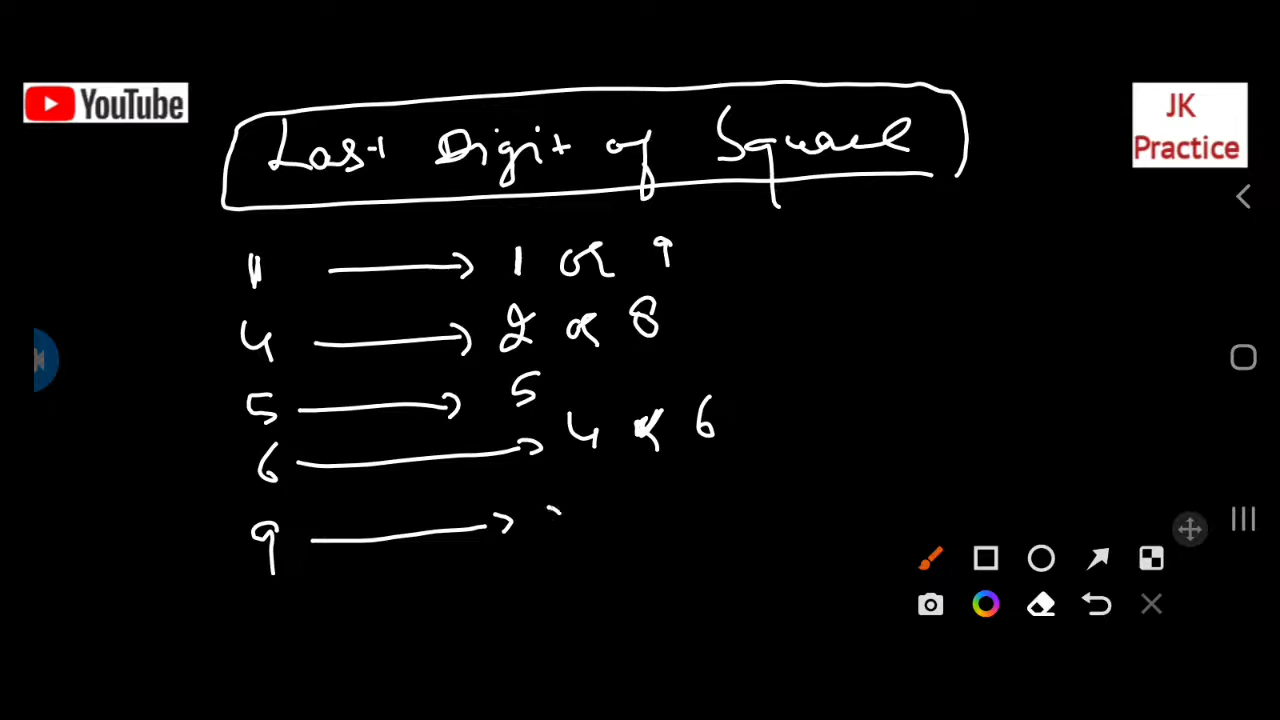 YouTube
JK
Practice
Last Digit of Square
1 → 1 or 9
4 → 2 or 8
5 → 5
6 → 4 or 6
9 →